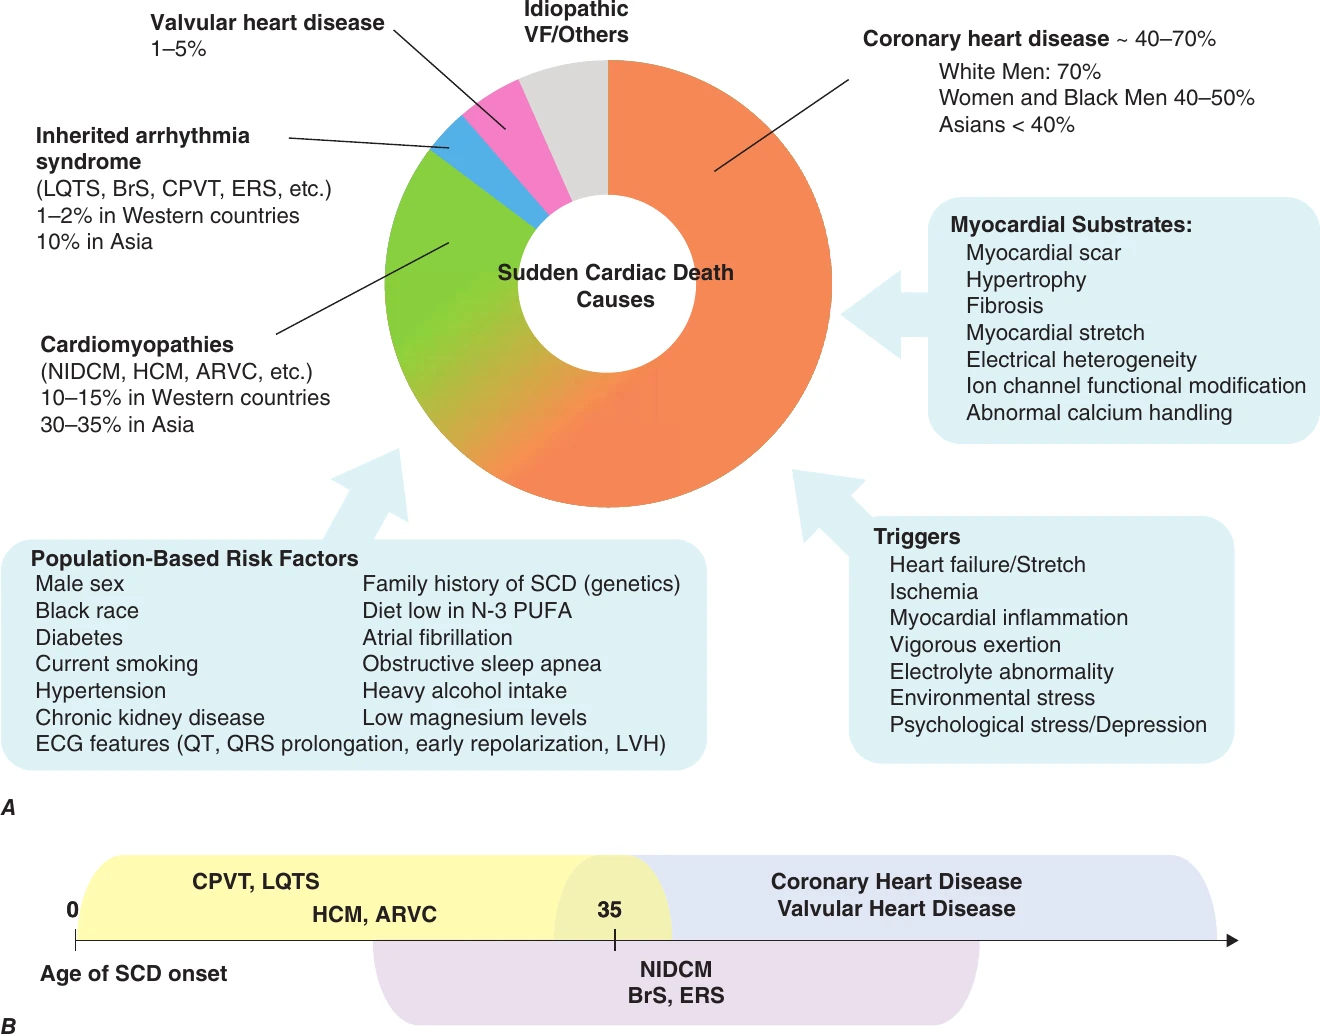 Valvular heart disease
1–5%
Idiopathic
VF/Others
Coronary heart disease ~ 40–70%
White Men: 70%
Women and Black Men 40–50%
Asians < 40%
Inherited arrhythmia
syndrome
(LQTS, BrS, CPVT, ERS, etc.)
1–2% in Western countries
10% in Asia
Sudden Cardiac Death
Causes
Cardiomyopathies
(NIDCM, HCM, ARVC, etc.)
10–15% in Western countries
30–35% in Asia
Myocardial Substrates:
Myocardial scar
Hypertrophy
Fibrosis
Myocardial stretch
Electrical heterogeneity
Ion channel functional modification
Abnormal calcium handling
Population-Based Risk Factors
Male sex
Black race
Diabetes
Current smoking
Hypertension
Chronic kidney disease
Family history of SCD (genetics)
Diet low in N-3 PUFA
Atrial fibrillation
Obstructive sleep apnea
Heavy alcohol intake
Low magnesium levels
ECG features (QT, QRS prolongation, early repolarization, LVH)
Triggers
Heart failure/Stretch
Ischemia
Myocardial inflammation
Vigorous exertion
Electrolyte abnormality
Environmental stress
Psychological stress/Depression
A
CPVT, LQTS
HCM, ARVC
0
35
Coronary Heart Disease
Valvular Heart Disease
Age of SCD onset
NIDCM
BrS, ERS
B